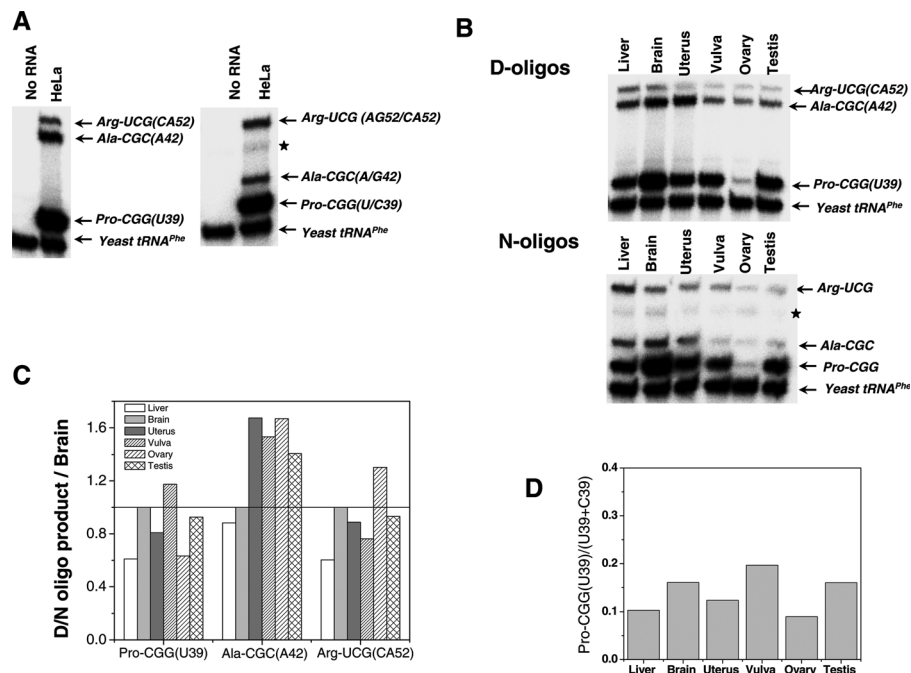 A
No RNA
HeLa
Arg-UCG(CA52)
Ala-CGC(A42)
Pro-CGG(U39)
Yeast tRNAPhe
No RNA
HeLa
Arg-UCG (AG52/CA52)
★
Ala-CGC(A/G42)
Pro-CGG(U/C39)
Yeast tRNAPhe
B
D-oligos
Liver
Brain
Uterus
Vulva
Ovary
Testis
Arg-UCG(CA52)
Ala-CGC(A42)
Pro-CGG(U39)
Yeast tRNAPhe
N-oligos
Liver
Brain
Uterus
Vulva
Ovary
Testis
Arg-UCG
★
Ala-CGC
Pro-CGG
Yeast tRNAPhe
C
D/N oligo product / Brain
1.6
1.2
0.8
0.4
0.0
Liver
Brain
Uterus
Vulva
Ovary
Testis
Pro-CGG(U39) Ala-CGC(A42) Arg-UCG(CA52)
D
Pro-CGG(U39)/(U39+C39)
0.4
0.3
0.2
0.1
0.0
Liver Brain Uterus Vulva Ovary Testis